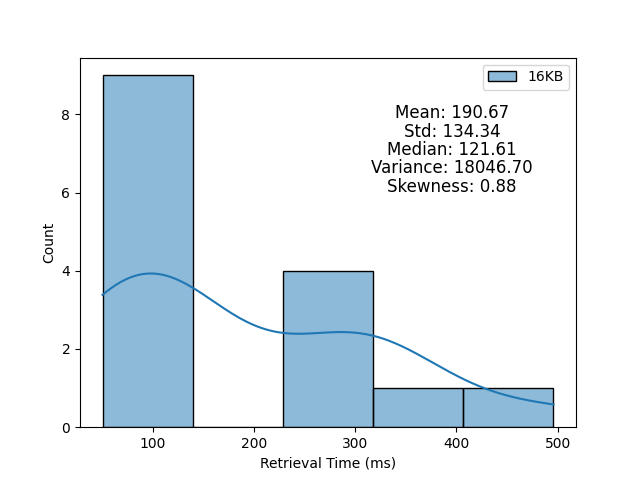 16KB
Mean: 190.67
Std: 134.34
Median: 121.61
Variance: 18046.70
Skewness: 0.88
Count
8
6
4
2
0
100 200 300 400 500
Retrieval Time (ms)